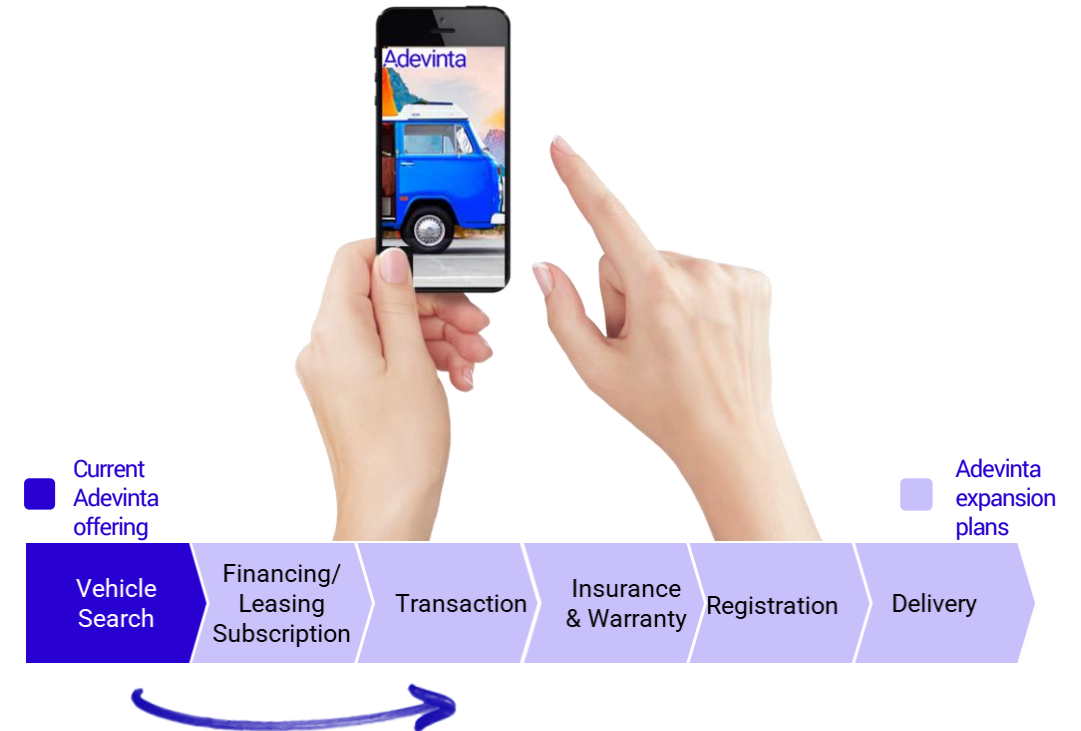 Adevinta
Current
Adevinta
offering
Adevinta
expansion
plans
Vehicle
Search
Financing/
Leasing
Subscription
Transaction
Insurance
& Warranty
Registration
Delivery